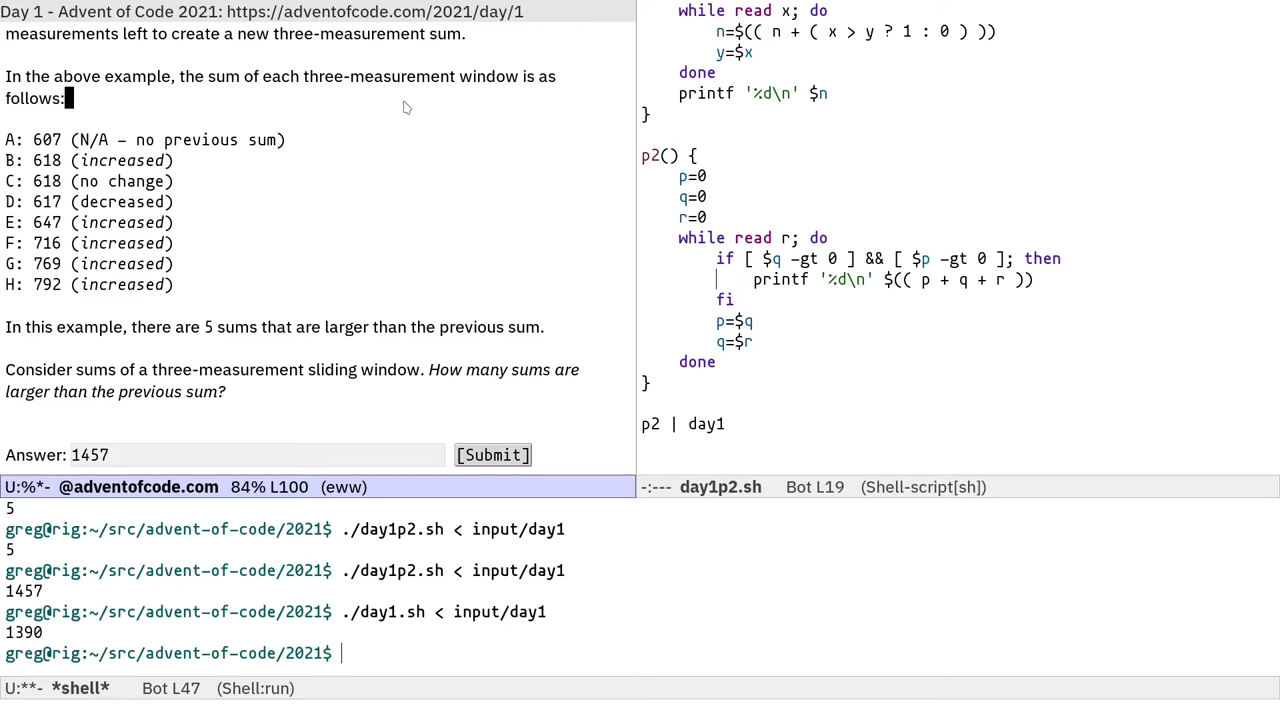 Day 1 - Advent of Code 2021: https://adventofcode.com/2021/day/1
measurements left to create a new three-measurement sum.
In the above example, the sum of each three-measurement window is as
follows:
A: 607 (N/A - no previous sum)
B: 618 (increased)
C: 618 (no change)
D: 617 (decreased)
E: 647 (increased)
F: 716 (increased)
G: 769 (increased)
H: 792 (increased)
In this example, there are 5 sums that are larger than the previous sum.
Consider sums of a three-measurement sliding window. How many sums are
larger than the previous sum?
Answer: 1457 [Submit]
U:%*- @adventofcode.com 84% L100 (eww)
while read x; do
n=$(( n + ( x > y ? 1 : 0 ) ))
y=$x
done
printf '%d\n' $n
}
p2() {
p=0
q=0
r=0
while read r; do
if [ $q -gt 0 ] && [ $p -gt 0 ]; then
printf '%d\n' $(( p + q + r ))
fi
p=$q
q=$r
done
}
p2 | day1
-:--- day1p2.sh Bot L19 (Shell-script[sh])
5
greg@rig:~/src/advent-of-code/2021$ ./day1p2.sh < input/day1
5
greg@rig:~/src/advent-of-code/2021$ ./day1p2.sh < input/day1
1457
greg@rig:~/src/advent-of-code/2021$ ./day1.sh < input/day1
1390
greg@rig:~/src/advent-of-code/2021$
U:**- *shell* Bot L47 (Shell:run)